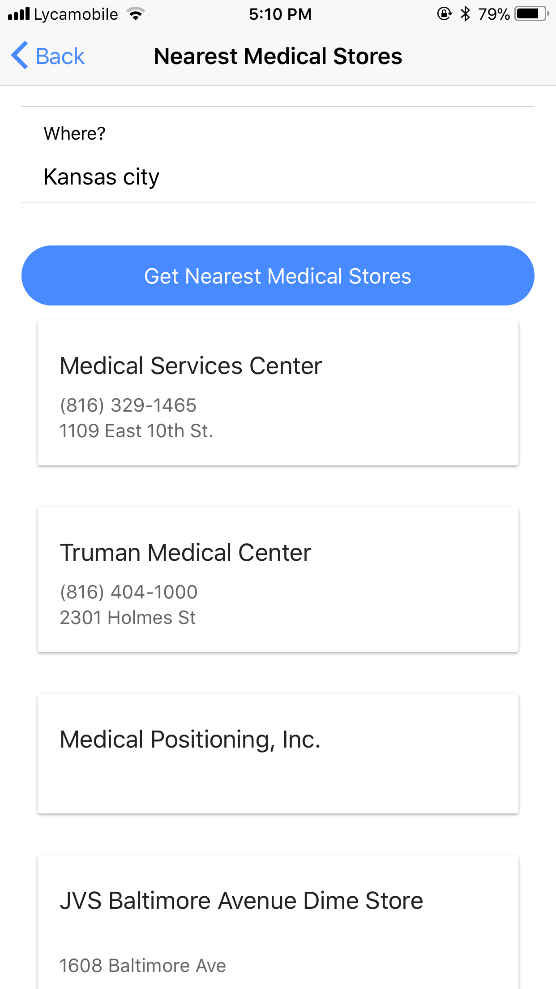 Lycamobile 5:10 PM 79%
Back Nearest Medical Stores
Where?
Kansas city
Get Nearest Medical Stores
Medical Services Center
(816) 329-1465
1109 East 10th St.
Truman Medical Center
(816) 404-1000
2301 Holmes St
Medical Positioning, Inc.
JVS Baltimore Avenue Dime Store
1608 Baltimore Ave